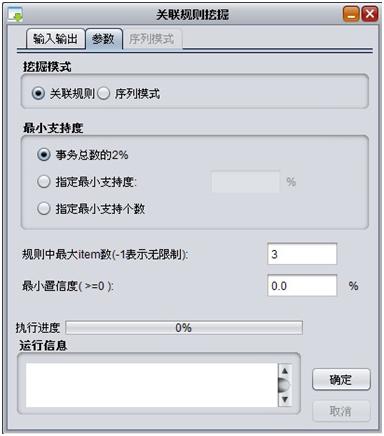 关联规则挖掘
输入输出 参数 序列模式
挖掘模式
关联规则 序列模式
最小支持度
事务总数的2%
指定最小支持度: %
指定最小支持个数
规则中最大item数(-1表示无限制): 3
最小置信度( >=0 ): 0.0 %
执行进度 0%
运行信息
确定
取消